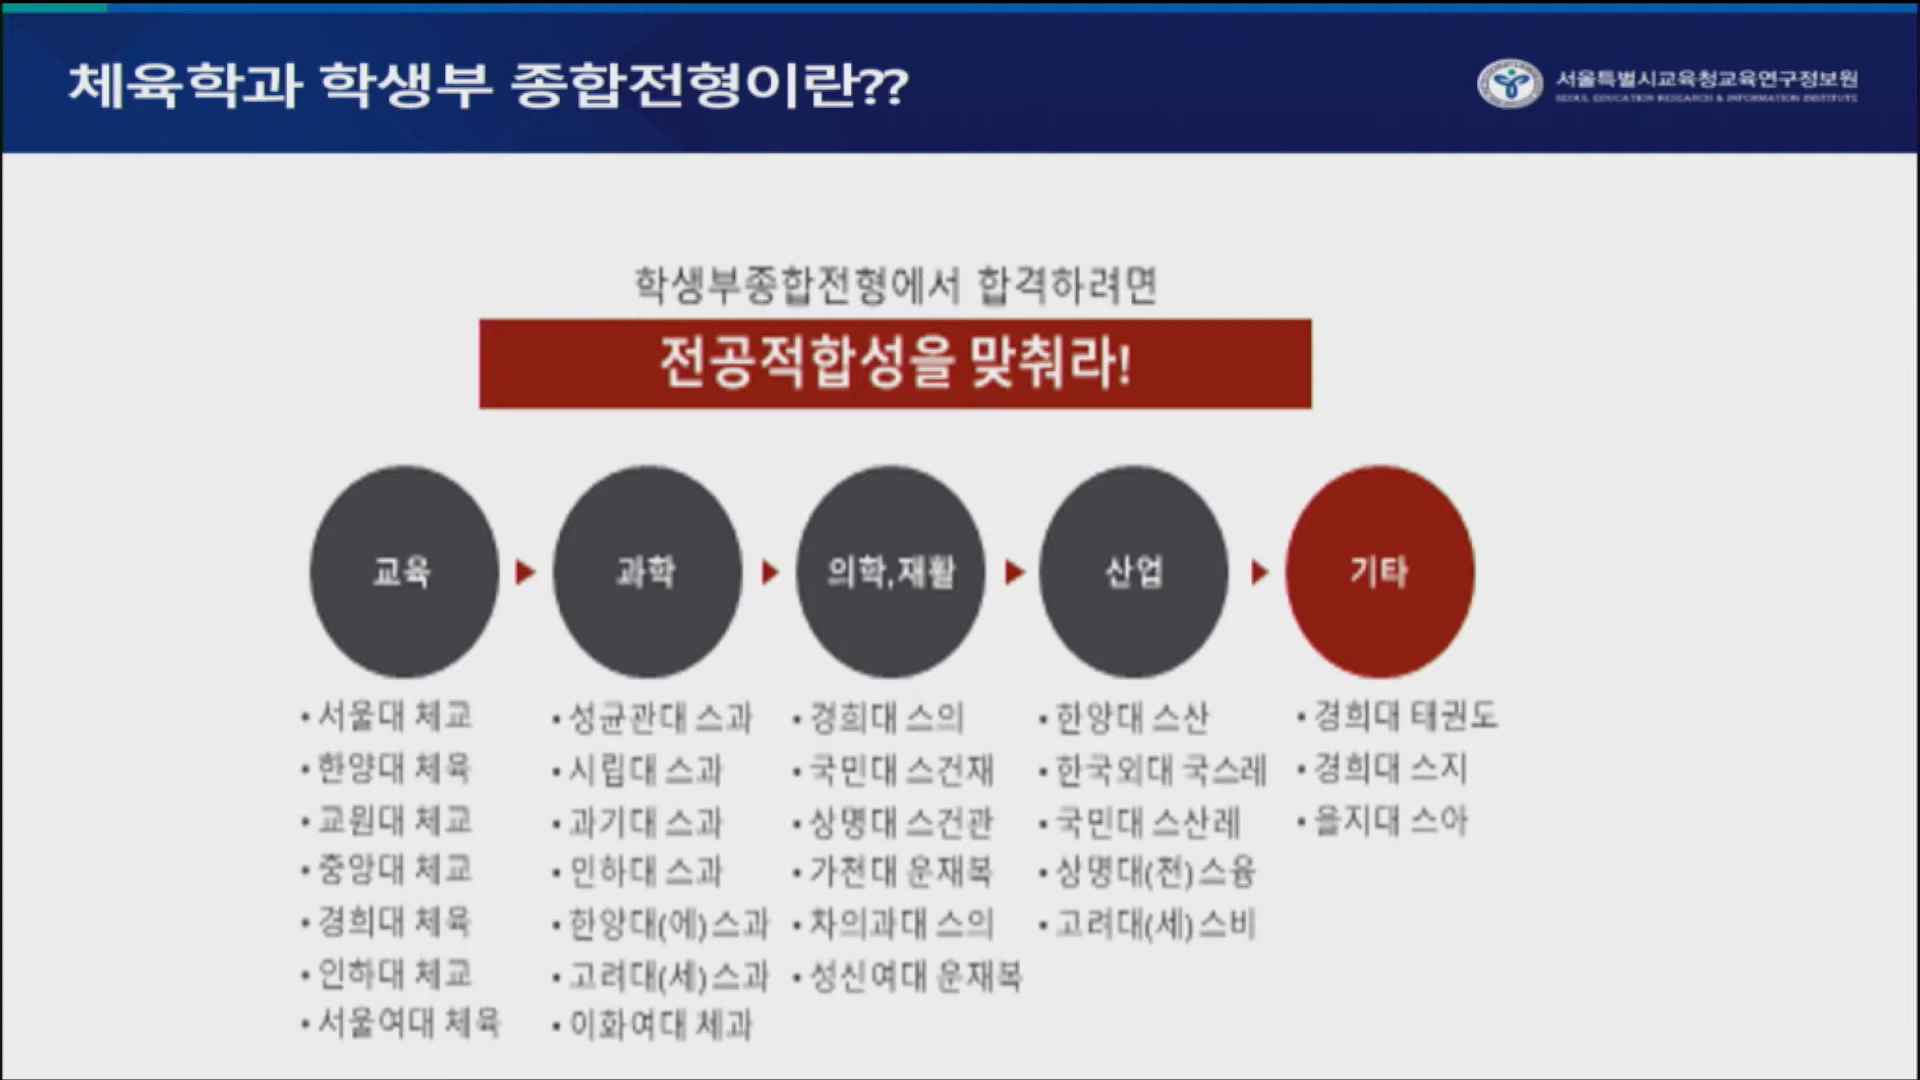 체육학과 학생부 종합전형이란??
서울특별시교육청교육연구정보원
SEOUL EDUCATION RESEARCH & INFORMATION INSTITUTE
학생부종합전형에서 합격하려면
전공적합성을 맞춰라!
교육
• 서울대 체교
• 한양대 체육
• 교원대 체교
• 중앙대 체교
• 경희대 체육
• 인하대 체교
• 서울여대 체육
과학
• 성균관대 스과
• 시립대 스과
• 과기대 스과
• 인하대 스과
• 한양대(에)스과
• 고려대(세)스과
• 이화여대 체과
의학,재활
• 경희대 스의
• 국민대 스건재
• 상명대 스건관
• 가천대 운재복
• 차의과대 스의
• 성신여대 운재복
산업
• 한양대 스산
• 한국외대 국스레
• 국민대 스산레
• 상명대(천)스융
• 고려대(세)스비
기타
• 경희대 태권도
• 경희대 스지
• 을지대 스아